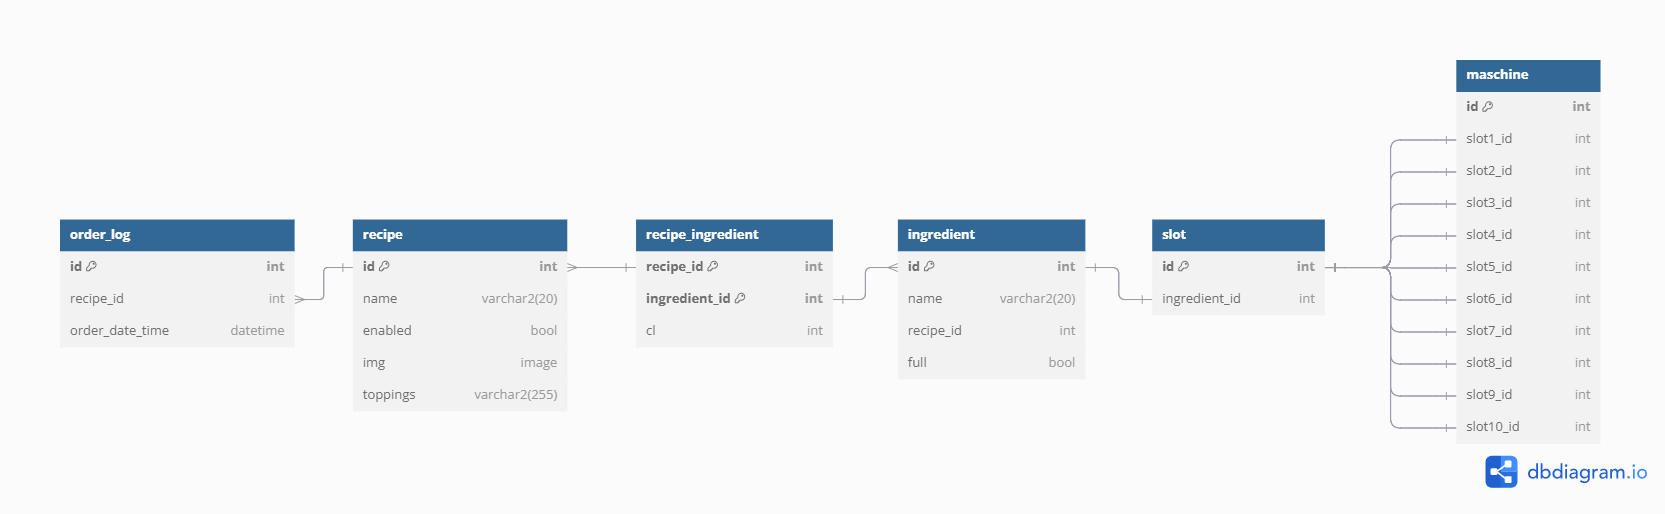 order_log
id int
recipe_id int
order_date_time datetime
recipe
id int
name varchar2(20)
enabled bool
img image
toppings varchar2(255)
recipe_ingredient
recipe_id int
ingredient_id int
cl int
ingredient
id int
name varchar2(20)
recipe_id int
full bool
slot
id int
ingredient_id int
maschine
id int
slot1_id int
slot2_id int
slot3_id int
slot4_id int
slot5_id int
slot6_id int
slot7_id int
slot8_id int
slot9_id int
slot10_id int
dbdiagram.io